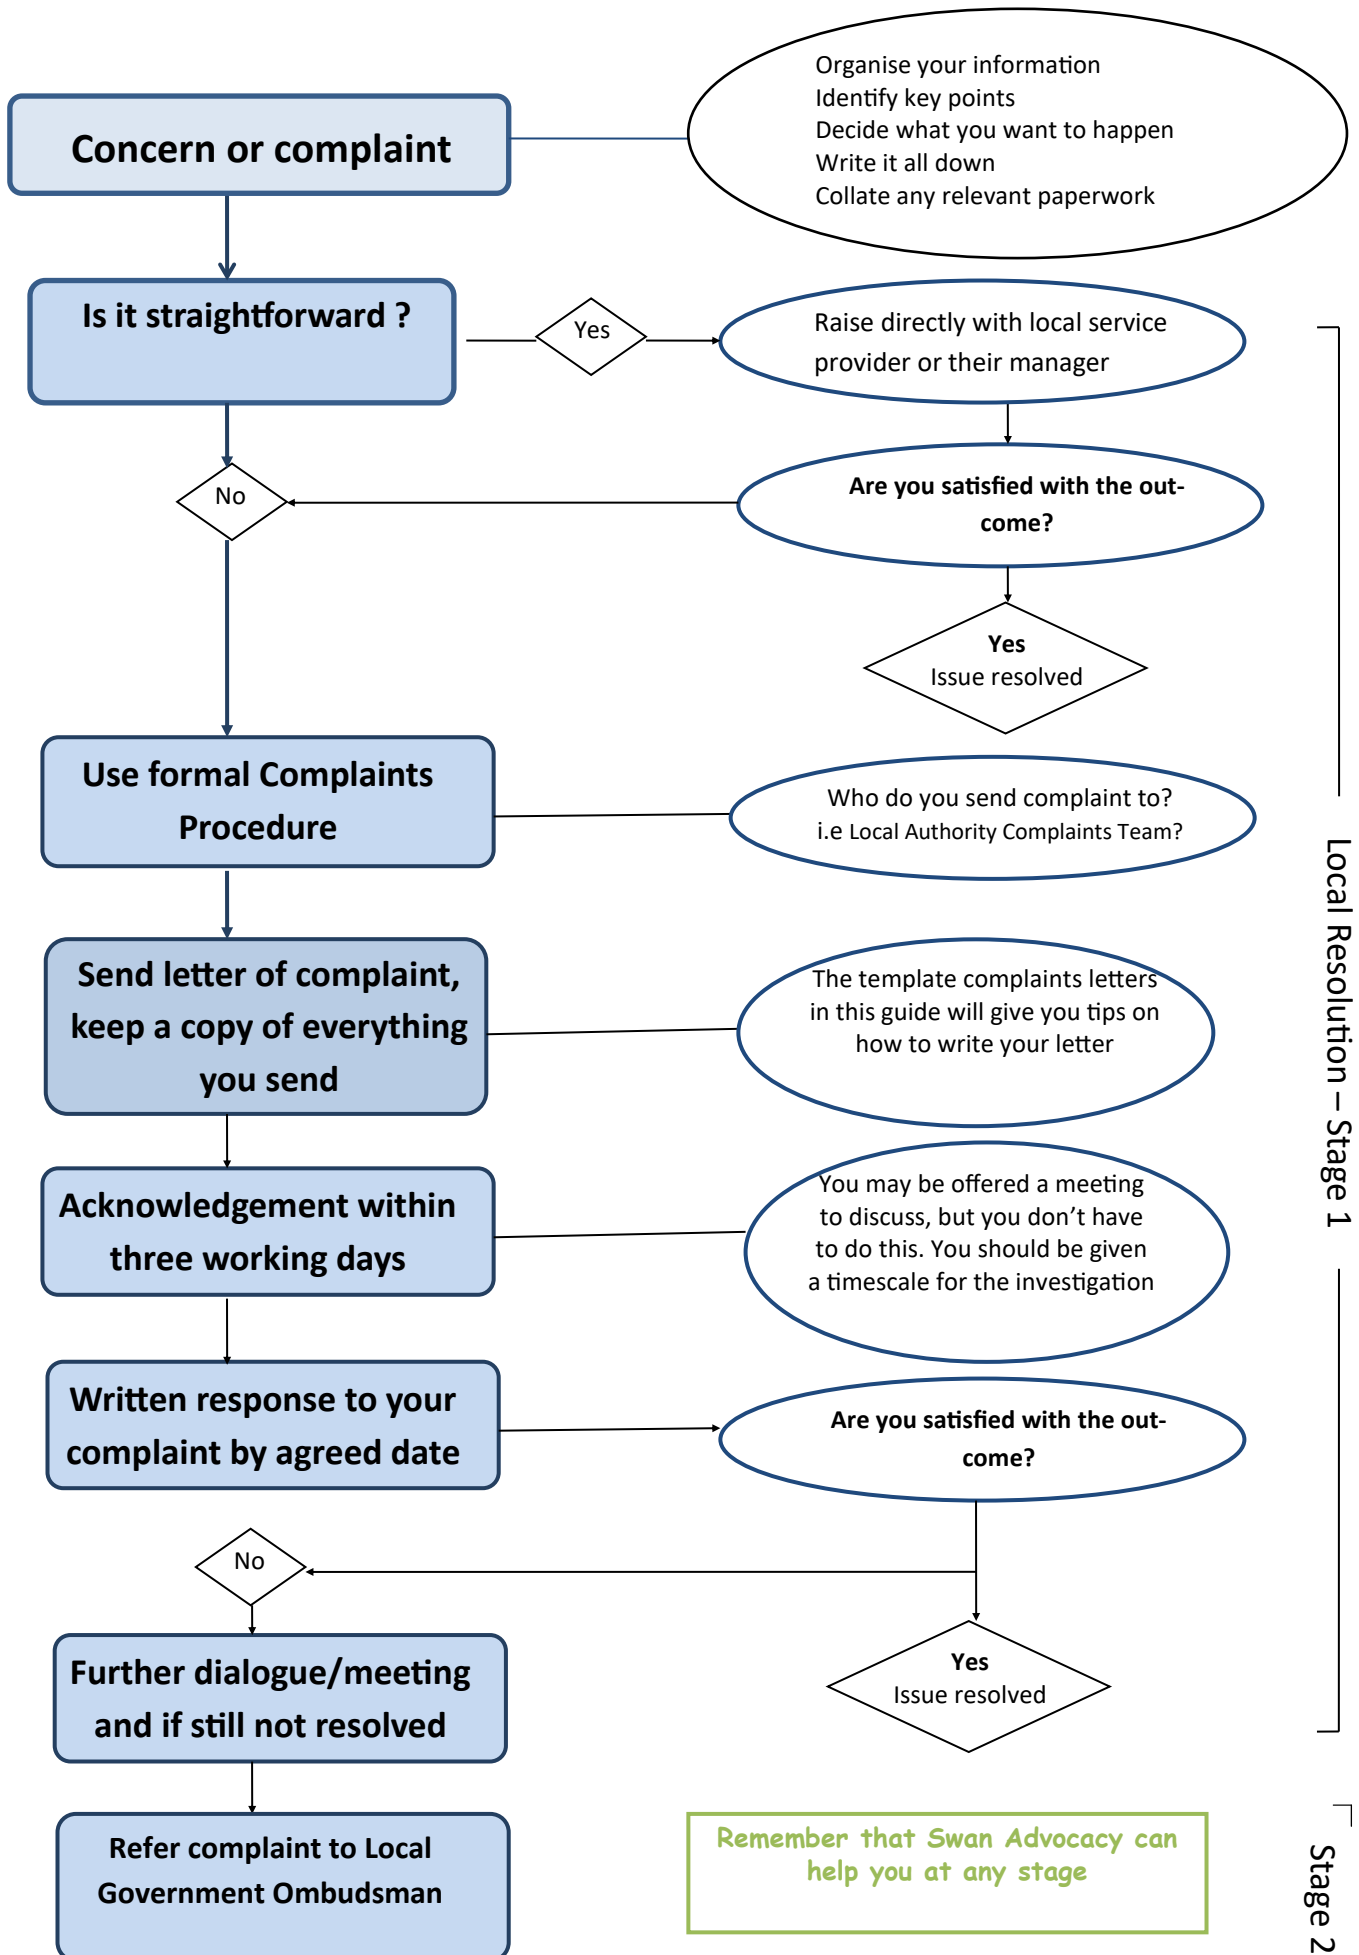 Organise your information
Identify key points
Decide what you want to happen
Write it all down
Collate any relevant paperwork
Concern or complaint
Is it straightforward ?
Yes
Raise directly with local service
provider or their manager
No
Are you satisfied with the out-
come?
Yes
Issue resolved
Use formal Complaints
Procedure
Who do you send complaint to?
i.e Local Authority Complaints Team?
Send letter of complaint,
keep a copy of everything
you send
The template complaints letters
in this guide will give you tips on
how to write your letter
Acknowledgement within
three working days
You may be offered a meeting
to discuss, but you don’t have
to do this. You should be given
a timescale for the investigation
Written response to your
complaint by agreed date
Are you satisfied with the out-
come?
No
Further dialogue/meeting
and if still not resolved
Yes
Issue resolved
Refer complaint to Local
Government Ombudsman
Remember that Swan Advocacy can
help you at any stage
Local Resolution – Stage 1
Stage 2